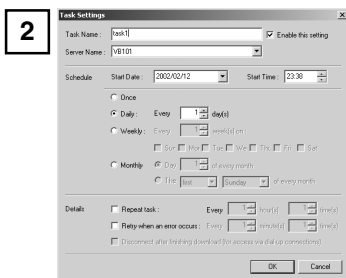 2
Task Settings
Task Name : task1 Enable this setting
Server Name : VB101
Schedule Start Date : 2002/02/12 Start Time : 23:38
Once
Daily : Every 1 day(s)
Weekly : Every 1 week(s) on
Sun Mon Tue We Thu Fri Sat
Monthly Day 1 of every month
The first Sunday of every month
Details Repeat task : Every 1 hour(s) 1 time(s)
Retry when an error occurs : Every 1 minute(s) 1 time(s)
Disconnect after finishing download (for access via dial-up connections)
OK Cancel